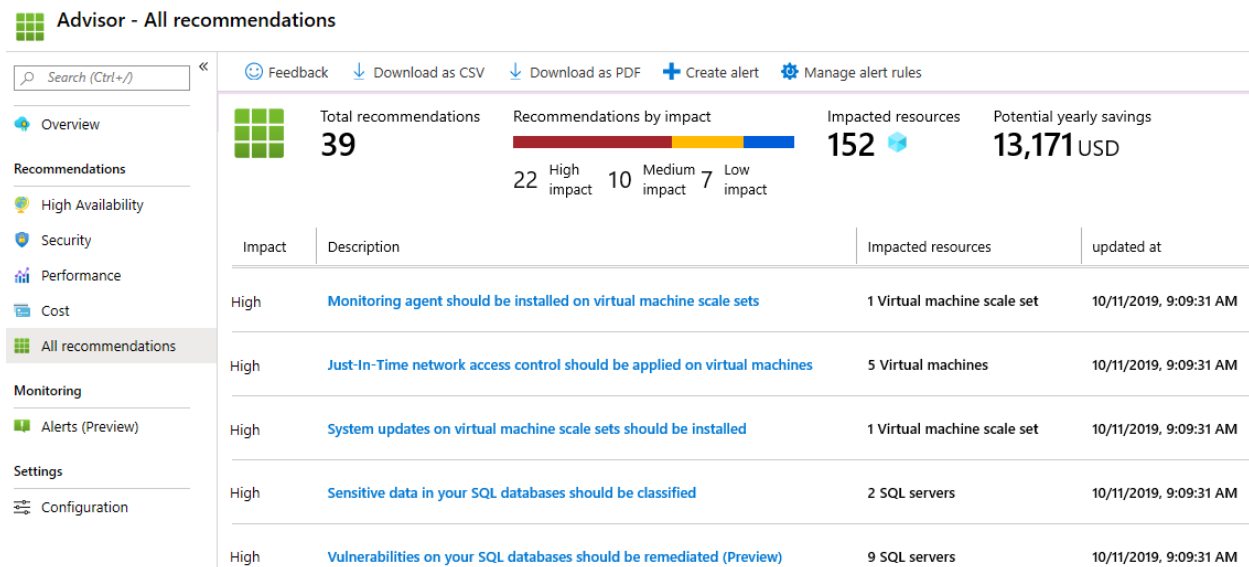 Advisor - All recommendations
Search (Ctrl+/)
«
Overview
Recommendations
High Availability
Security
Performance
Cost
All recommendations
Monitoring
Alerts (Preview)
Settings
Configuration
Feedback Download as CSV Download as PDF Create alert Manage alert rules
Total recommendations
39
Recommendations by impact
22 High impact 10 Medium impact 7 Low impact
Impacted resources
152
Potential yearly savings
13,171 USD
Impact Description Impacted resources updated at
High Monitoring agent should be installed on virtual machine scale sets 1 Virtual machine scale set 10/11/2019, 9:09:31 AM
High Just-In-Time network access control should be applied on virtual machines 5 Virtual machines 10/11/2019, 9:09:31 AM
High System updates on virtual machine scale sets should be installed 1 Virtual machine scale set 10/11/2019, 9:09:31 AM
High Sensitive data in your SQL databases should be classified 2 SQL servers 10/11/2019, 9:09:31 AM
High Vulnerabilities on your SQL databases should be remediated (Preview) 9 SQL servers 10/11/2019, 9:09:31 AM